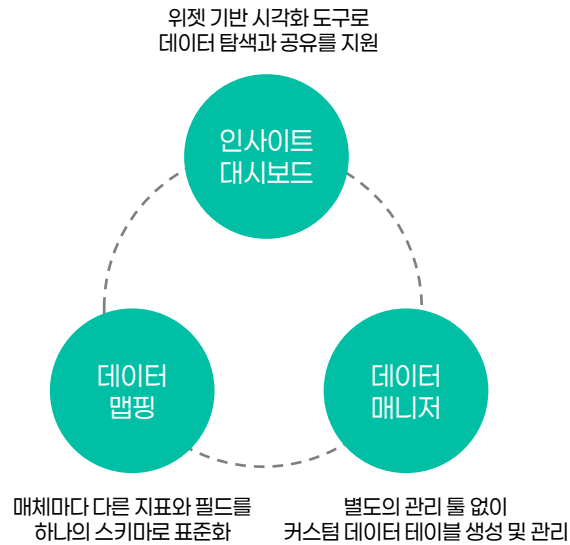 위젯 기반 시각화 도구로
데이터 탐색과 공유를 지원
인사이트
대시보드
데이터
맵핑
데이터
매니저
매체마다 다른 지표와 필드를
하나의 스키마로 표준화
별도의 관리 툴 없이
커스텀 데이터 테이블 생성 및 관리